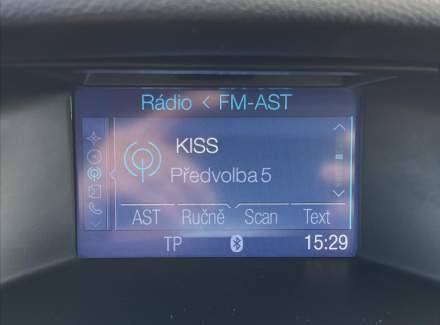 Rádio < FM-AST
KISS
Předvolba 5
AST Ručně Scan Text
TP 15:29